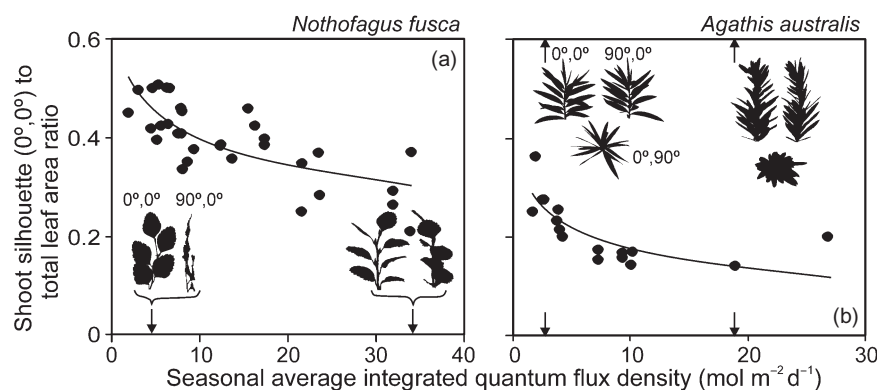 Nothofagus fusca
Agathis australis
Shoot silhouette (0º,0º) to
total leaf area ratio
0.6
0.4
0.2
0
(a)
0º,0º 90º,0º
0 10 20 30 40
0º,0º 90º,0º
0º,90º
(b)
0 10 20 30
Seasonal average integrated quantum flux density (mol m⁻² d⁻¹)